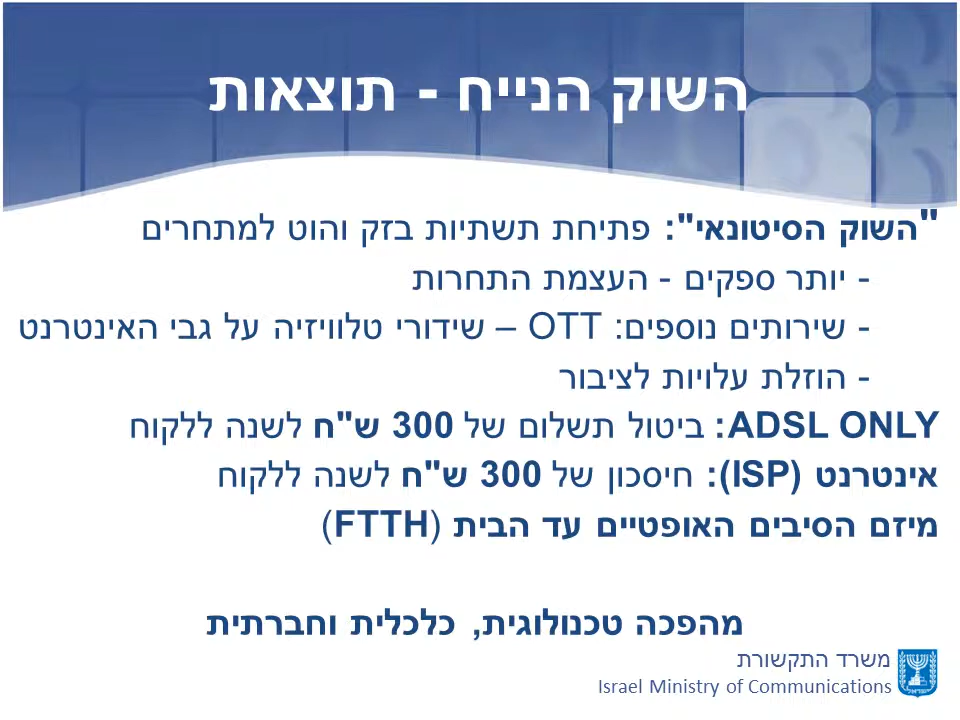 השוק הנייח - תוצאות
"השוק הסיטונאי": פתיחת תשתיות בזק והוט למתחרים
- יותר ספקים - העצמת התחרות
- שירותים נוספים: OTT – שידורי טלוויזיה על גבי האינטרנט
- הוזלת עלויות לציבור
ADSL ONLY: ביטול תשלום של 300 ש"ח לשנה ללקוח
אינטרנט (ISP): חיסכון של 300 ש"ח לשנה ללקוח
מיזם הסיבים האופטיים עד הבית (FTTH)
מהפכה טכנולוגית, כלכלית וחברתית
משרד התקשורת
Israel Ministry of Communications